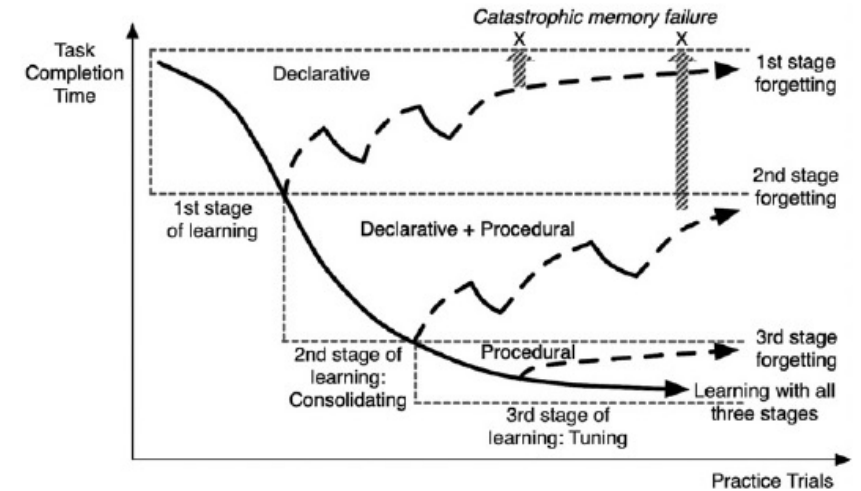 Catastrophic memory failure
X
X
Task
Completion
Time
Declarative
1st stage
forgetting
2nd stage
forgetting
1st stage
of learning
Declarative + Procedural
3rd stage
forgetting
2nd stage of
learning:
Consolidating
Procedural
Learning with all
three stages
3rd stage of
learning: Tuning
Practice Trials